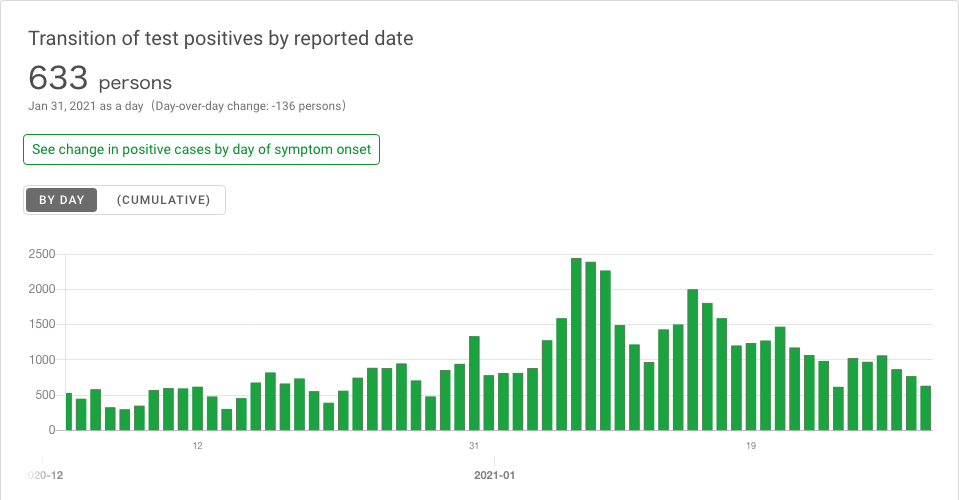 Transition of test positives by reported date
633 persons
Jan 31, 2021 as a day（Day-over-day change: -136 persons）
See change in positive cases by day of symptom onset
BY DAY (CUMULATIVE)
2500
2000
1500
1000
500
0
12 31 19
2020-12 2021-01